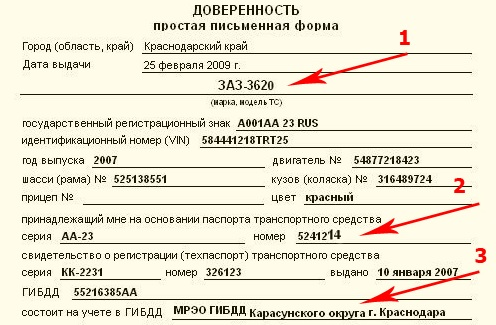 ДОВЕРЕННОСТЬ
простая письменная форма
Город (область, край) Краснодарский край
Дата выдачи 25 февраля 2009 г.
1
ЗАЗ-3620
(марка, модель ТС)
государственный регистрационный знак А001АА 23 RUS
идентификационный номер (VIN) 584441218TRT25
год выпуска 2007 двигатель № 54877218423
шасси (рама) № 525138551 кузов (коляска) № 316489724
прицеп № цвет красный
2
принадлежащий мне на основании паспорта транспортного средства
серия АА-23 номер 5241214
3
свидетельство о регистрации (техпаспорт) транспортного средства
серия КК-2231 номер 326123 выдано 10 января 2007
ГИБДД 55216385АА
состоит на учете в ГИБДД МРЭО ГИБДД Карасунского округа г. Краснодара